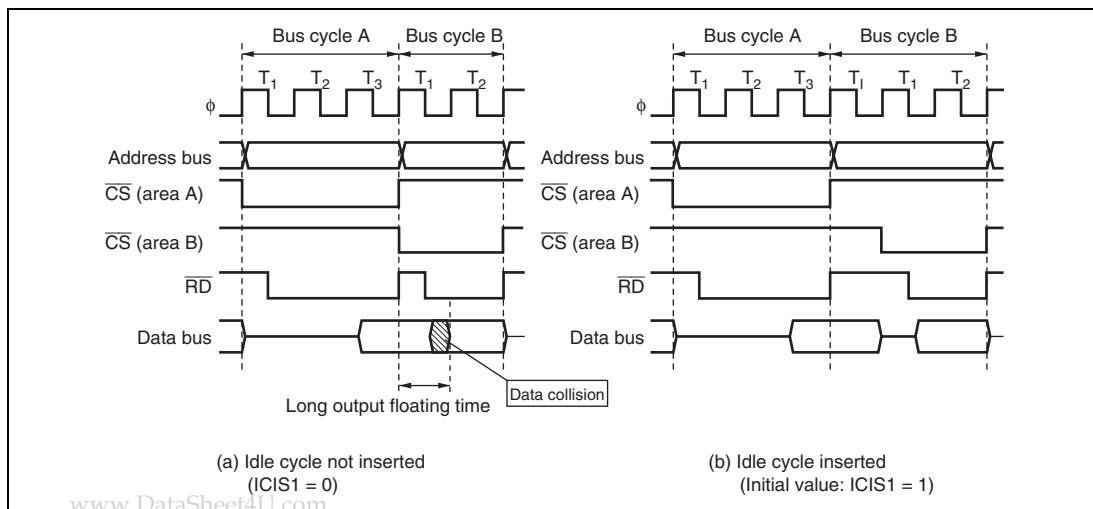 Bus cycle A Bus cycle B
T1 T2 T3 T1 T2
φ
Address bus
CS (area A)
CS (area B)
RD
Data bus
Data collision
Long output floating time
(a) Idle cycle not inserted
(ICIS1 = 0)
Bus cycle A Bus cycle B
T1 T2 T3 TI T1 T2
φ
Address bus
CS (area A)
CS (area B)
RD
Data bus
(b) Idle cycle inserted
(Initial value: ICIS1 = 1)
www.DataSheet4U.com